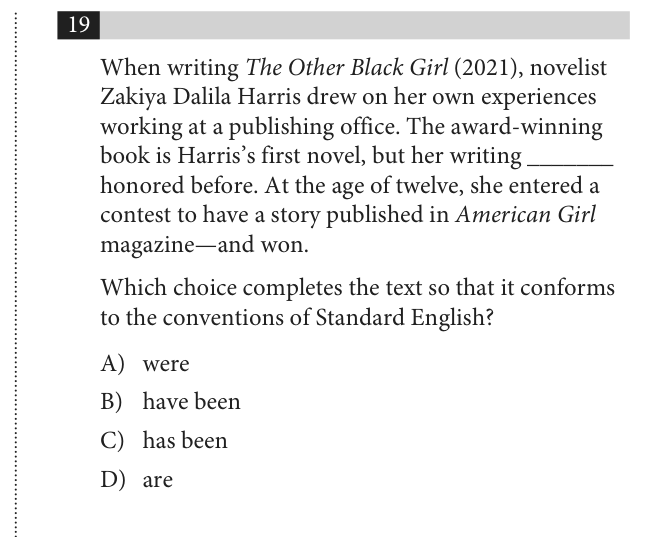 19
When writing The Other Black Girl (2021), novelist
Zakiya Dalila Harris drew on her own experiences
working at a publishing office. The award-winning
book is Harris’s first novel, but her writing _______
honored before. At the age of twelve, she entered a
contest to have a story published in American Girl
magazine—and won.
Which choice completes the text so that it conforms
to the conventions of Standard English?
A) were
B) have been
C) has been
D) are